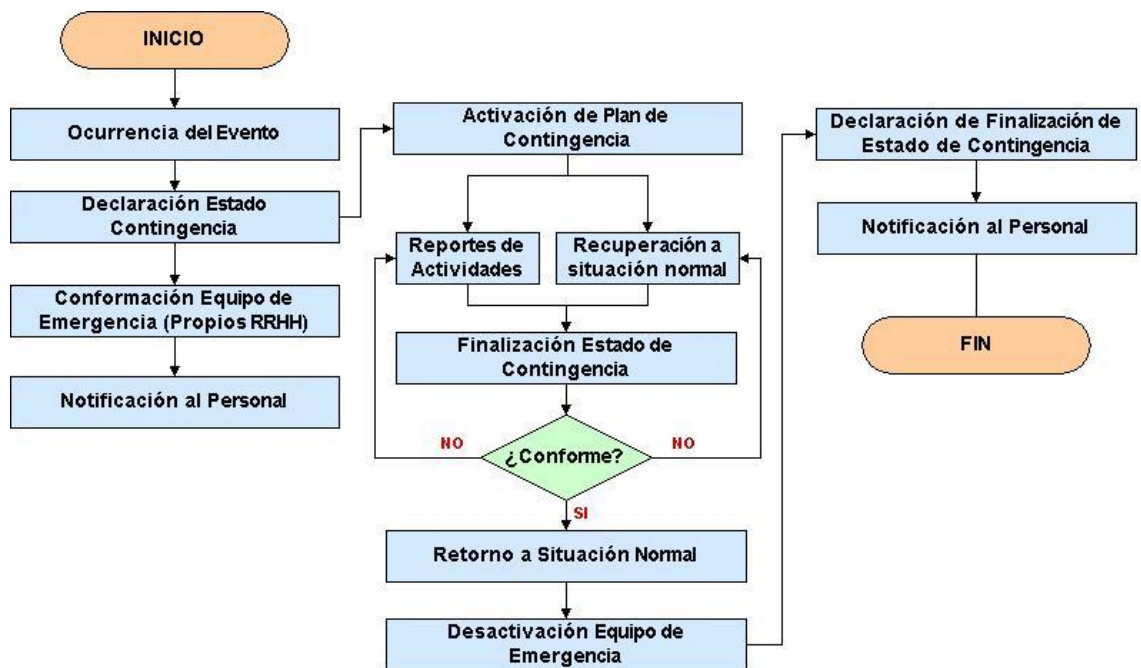 INICIO
Ocurrencia del Evento
Declaración Estado
Contingencia
Conformación Equipo de
Emergencia (Propios RRHH)
Notificación al Personal
Activación de Plan de
Contingencia
Reportes de
Actividades
Recuperación a
situación normal
Finalización Estado de
Contingencia
¿Conforme?
NO
NO
SI
Retorno a Situación Normal
Desactivación Equipo de
Emergencia
Declaración de Finalización de
Estado de Contingencia
Notificación al Personal
FIN